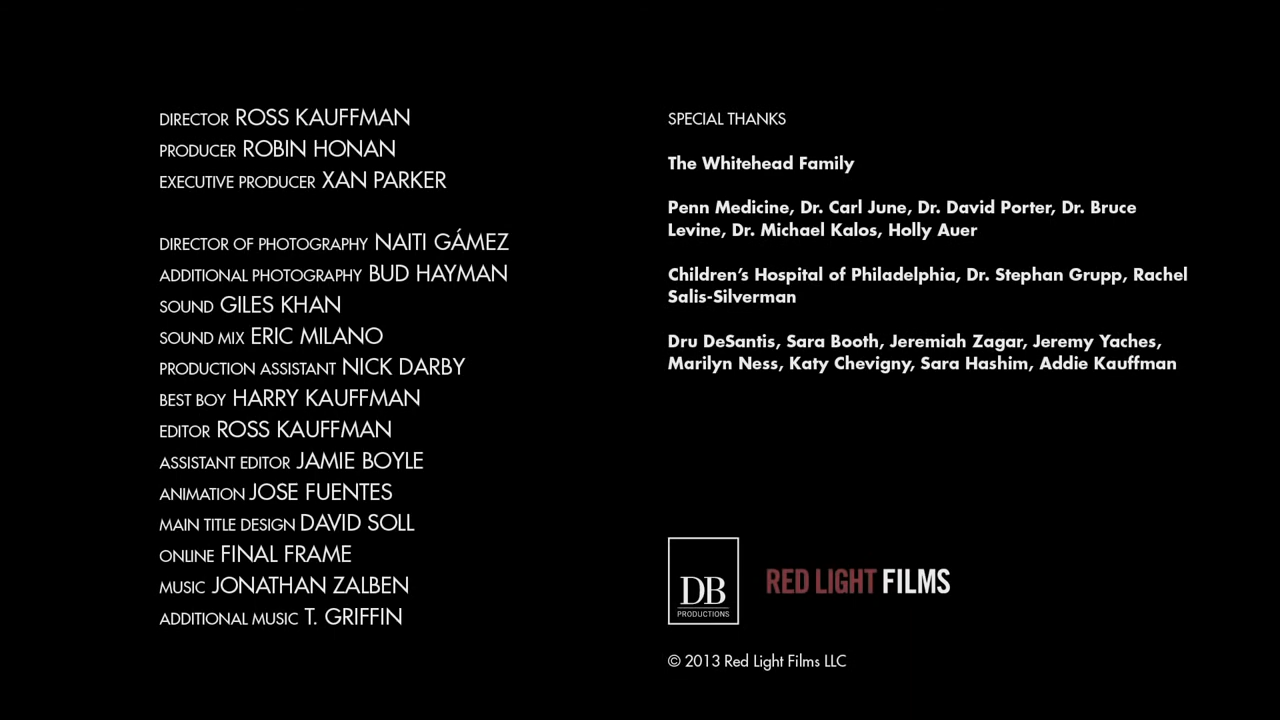 DIRECTOR ROSS KAUFFMAN
PRODUCER ROBIN HONAN
EXECUTIVE PRODUCER XAN PARKER
DIRECTOR OF PHOTOGRAPHY NAITI GÁMEZ
ADDITIONAL PHOTOGRAPHY BUD HAYMAN
SOUND GILES KHAN
SOUND MIX ERIC MILANO
PRODUCTION ASSISTANT NICK DARBY
BEST BOY HARRY KAUFFMAN
EDITOR ROSS KAUFFMAN
ASSISTANT EDITOR JAMIE BOYLE
ANIMATION JOSE FUENTES
MAIN TITLE DESIGN DAVID SOLL
ONLINE FINAL FRAME
MUSIC JONATHAN ZALBEN
ADDITIONAL MUSIC T. GRIFFIN
SPECIAL THANKS
The Whitehead Family
Penn Medicine, Dr. Carl June, Dr. David Porter, Dr. Bruce
Levine, Dr. Michael Kalos, Holly Auer
Children's Hospital of Philadelphia, Dr. Stephan Grupp, Rachel
Salis-Silverman
Dru DeSantis, Sara Booth, Jeremiah Zagar, Jeremy Yaches,
Marilyn Ness, Katy Chevigny, Sara Hashim, Addie Kauffman
DB
PRODUCTIONS
RED LIGHT FILMS
© 2013 Red Light Films LLC